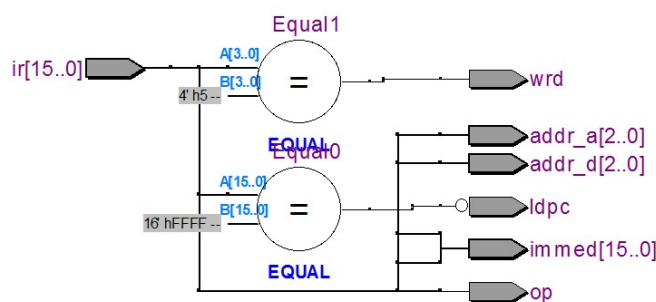 Equal1
ir[15..0]
A[3..0]
B[3..0]
4' h5 --
=
wrd
EQUAL
Equal0
addr_a[2..0]
addr_d[2..0]
A[15..0]
B[15..0]
16' hFFFF --
=
ldpc
immed[15..0]
EQUAL
op